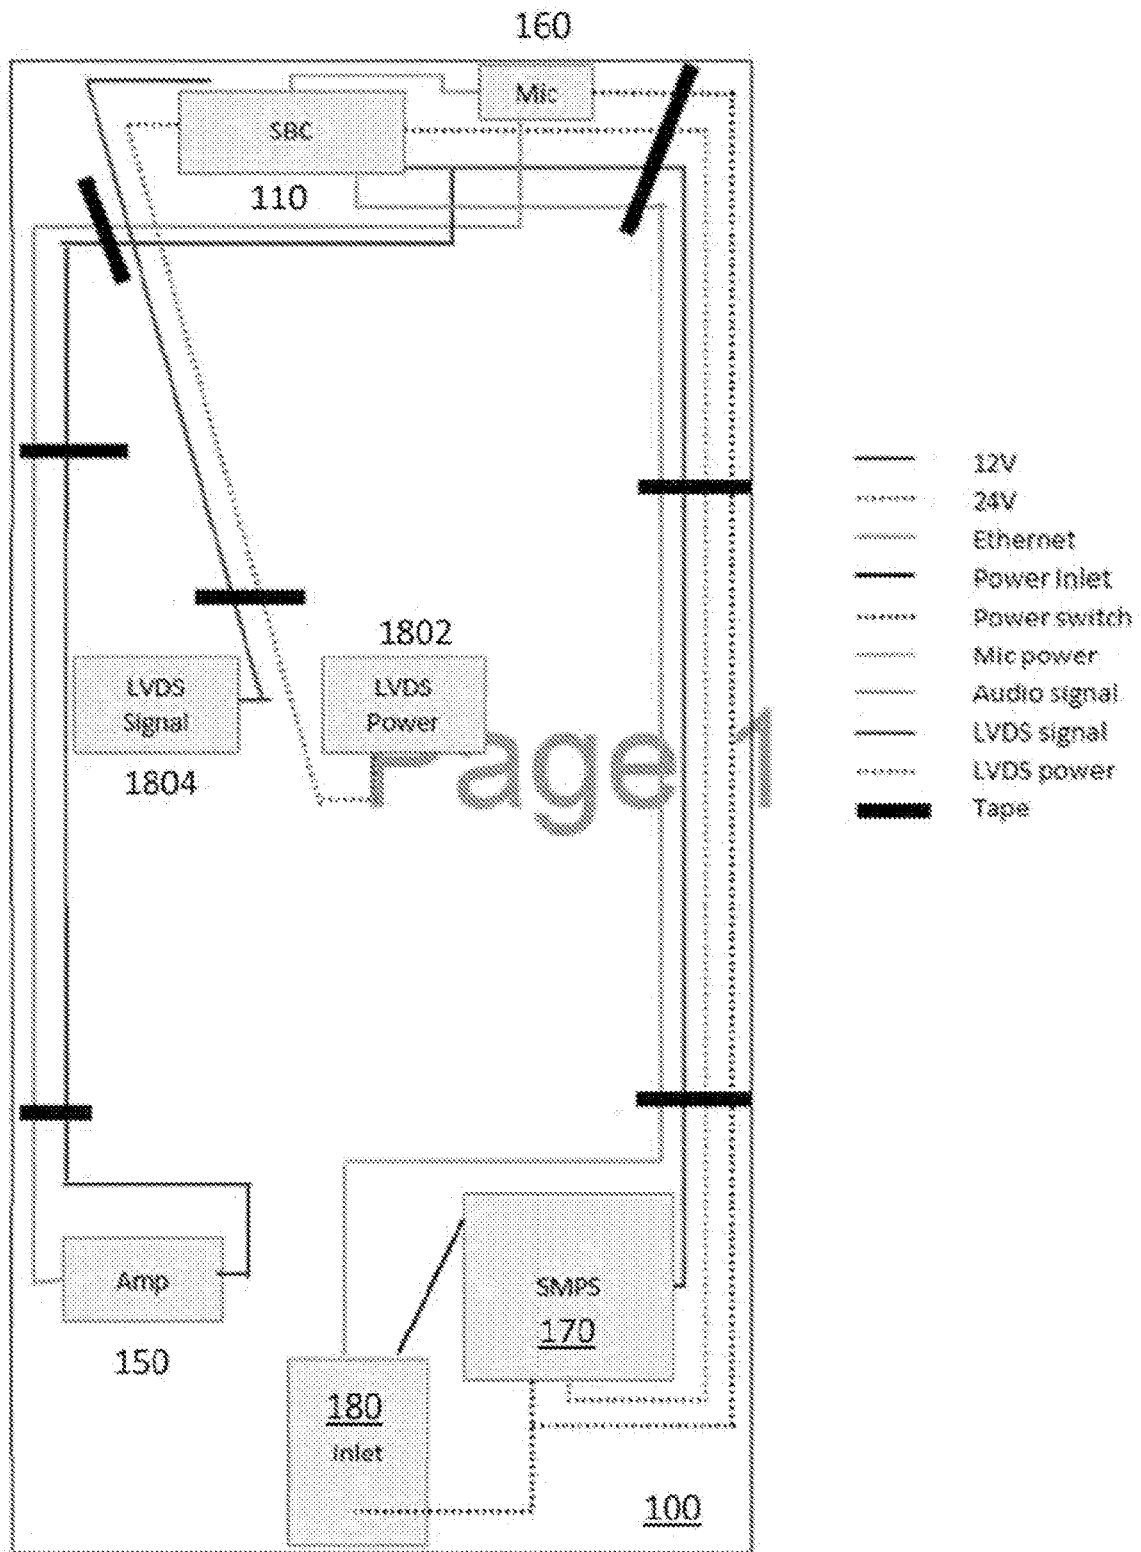 160
Mic
SBC
110
12V
24V
Ethernet
Power Inlet
Power switch
Mic power
Audio signal
LVDS signal
LVDS power
Tape
1802
LVDS
Signal
LVDS
Power
1804
Page 1
Amp
150
SMPS
170
180
Inlet
100